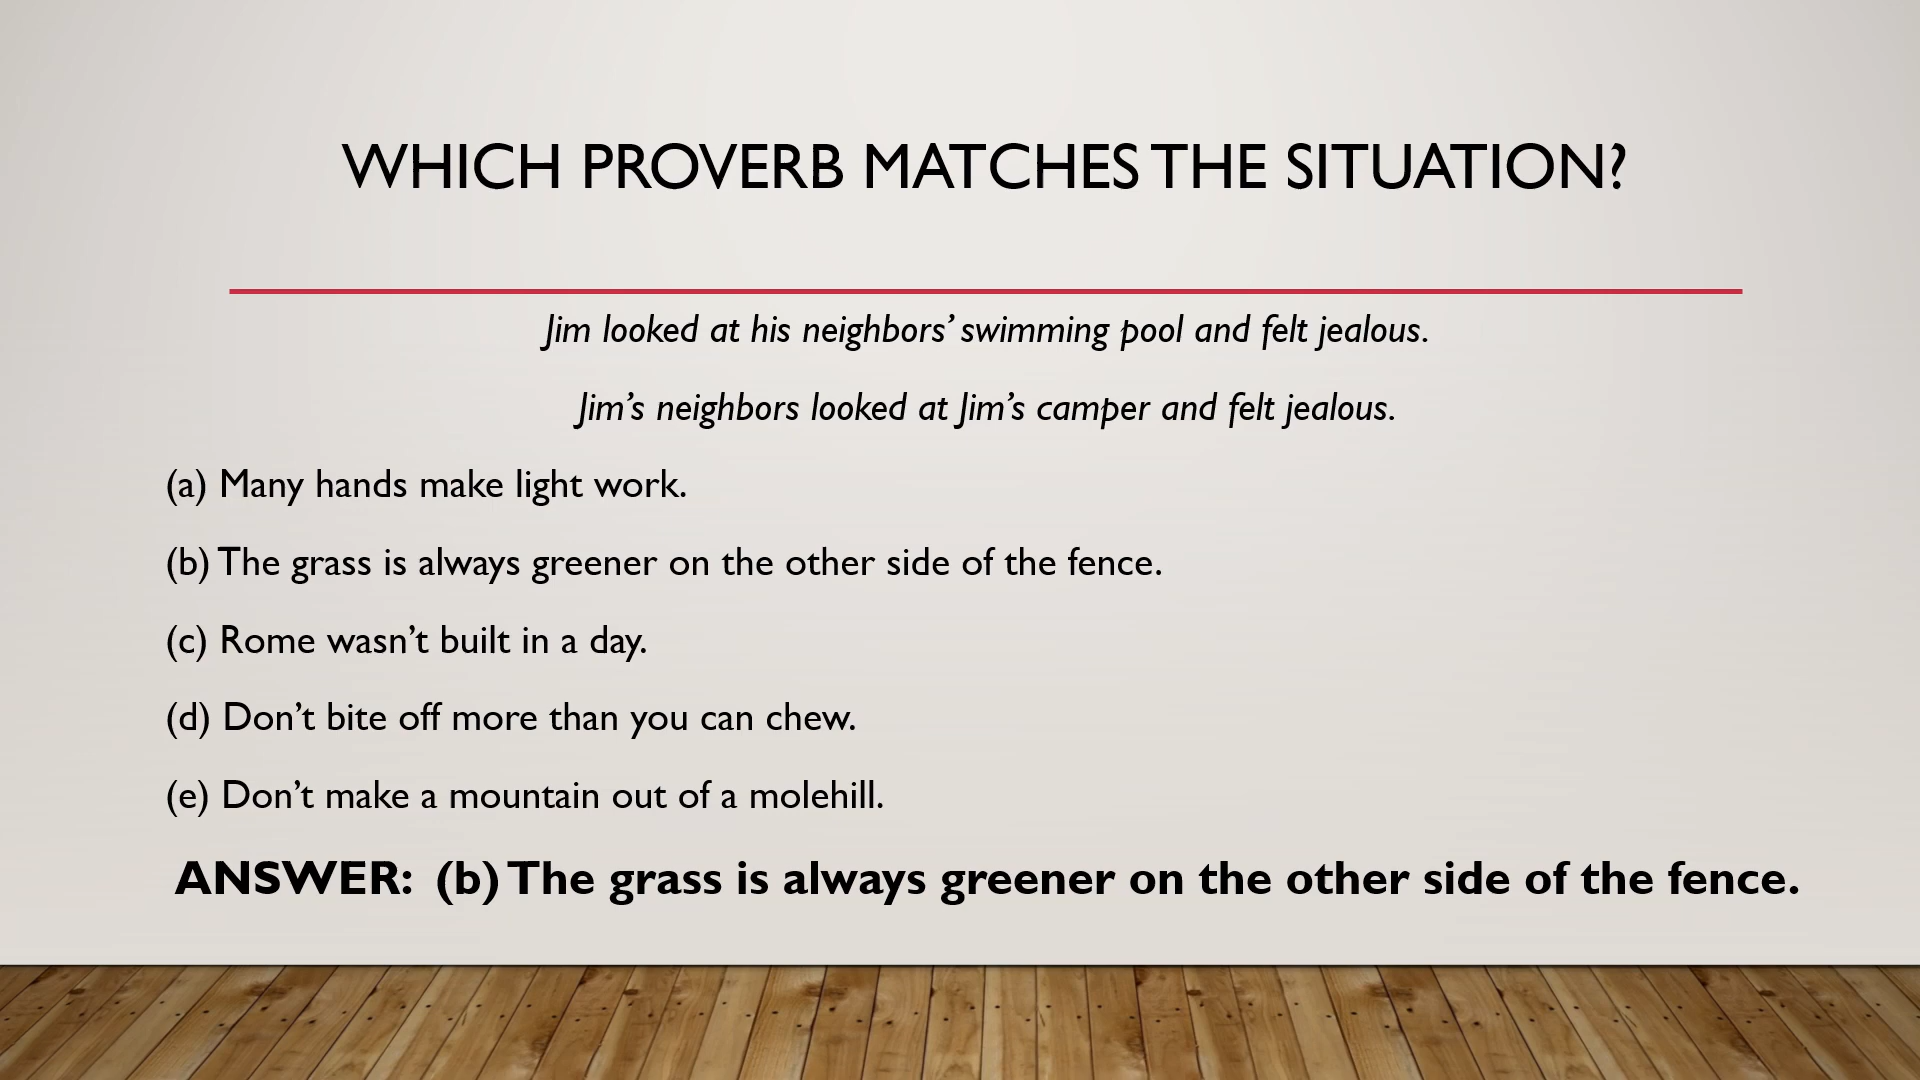 WHICH PROVERB MATCHES THE SITUATION?
Jim looked at his neighbors’ swimming pool and felt jealous.
Jim’s neighbors looked at Jim’s camper and felt jealous.
(a) Many hands make light work.
(b) The grass is always greener on the other side of the fence.
(c) Rome wasn’t built in a day.
(d) Don’t bite off more than you can chew.
(e) Don’t make a mountain out of a molehill.
ANSWER: (b) The grass is always greener on the other side of the fence.